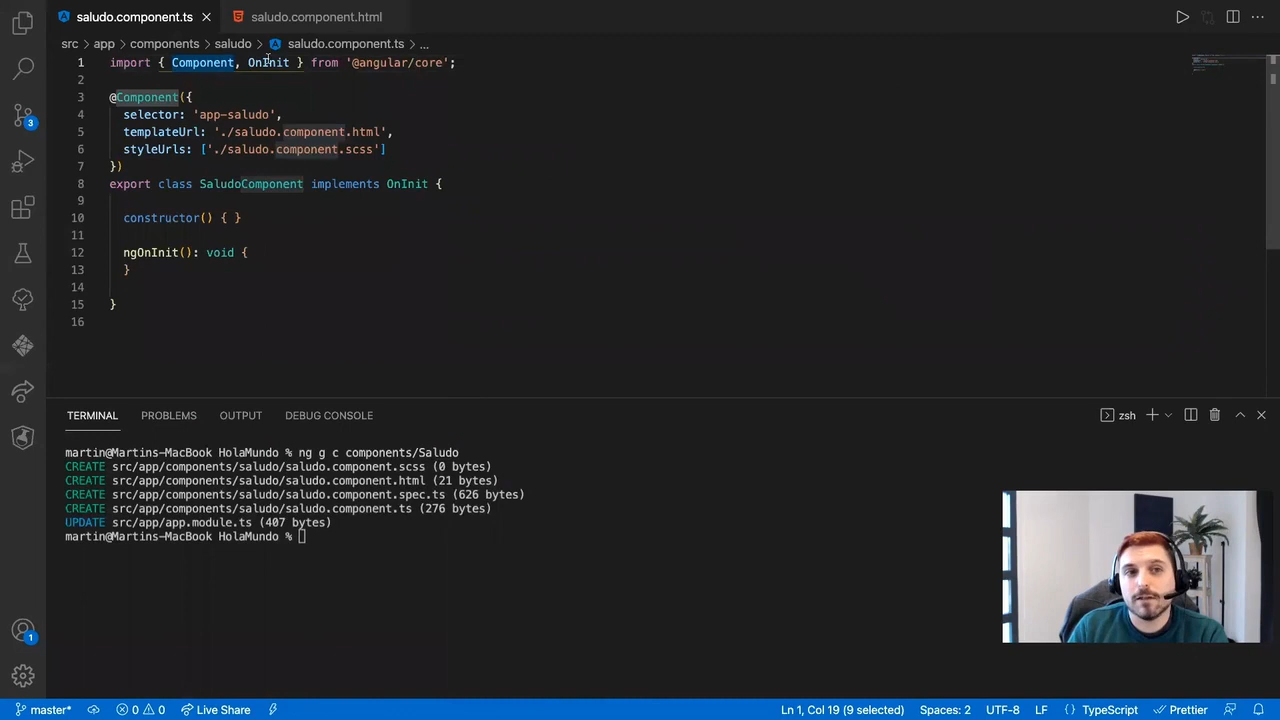 saludo.component.ts
saludo.component.html
src > app > components > saludo > saludo.component.ts > ...
1 import { Component, OnInit } from '@angular/core';
2
3 @Component({
4 selector: 'app-saludo',
5 templateUrl: './saludo.component.html',
6 styleUrls: ['./saludo.component.scss']
7 })
8 export class SaludoComponent implements OnInit {
9
10 constructor() { }
11
12 ngOnInit(): void {
13 }
14
15 }
16
3
TERMINAL PROBLEMS OUTPUT DEBUG CONSOLE
zsh
martin@Martins-MacBook HolaMundo % ng g c components/Saludo
CREATE src/app/components/saludo/saludo.component.scss (0 bytes)
CREATE src/app/components/saludo/saludo.component.html (21 bytes)
CREATE src/app/components/saludo/saludo.component.spec.ts (626 bytes)
CREATE src/app/components/saludo/saludo.component.ts (276 bytes)
UPDATE src/app/app.module.ts (407 bytes)
martin@Martins-MacBook HolaMundo %
1
master* 0 0 Live Share Ln 1, Col 19 (9 selected) Spaces: 2 UTF-8 LF { } TypeScript Prettier